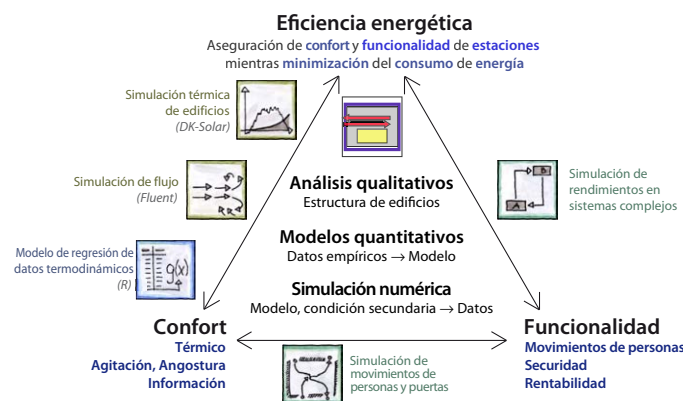 Eficiencia energética
Aseguración de confort y funcionalidad de estaciones
mientras minimización del consumo de energía
Simulación térmica
de edificios
(DK-Solar)
Simulación de flujo
(Fluent)
Modelo de regresión de
datos termodinámicos
(R)
g(x)
Análisis qualitativos
Estructura de edificios
Modelos quantitativos
Datos empíricos → Modelo
Simulación numérica
Modelo, condición secundaria → Datos
B
A
Simulación de
rendimientos en
sistemas complejos
Confort
Térmico
Agitación, Angostura
Información
Simulación de
movimientos de
personas y puertas
Funcionalidad
Movimientos de personas
Securidad
Rentabilidad